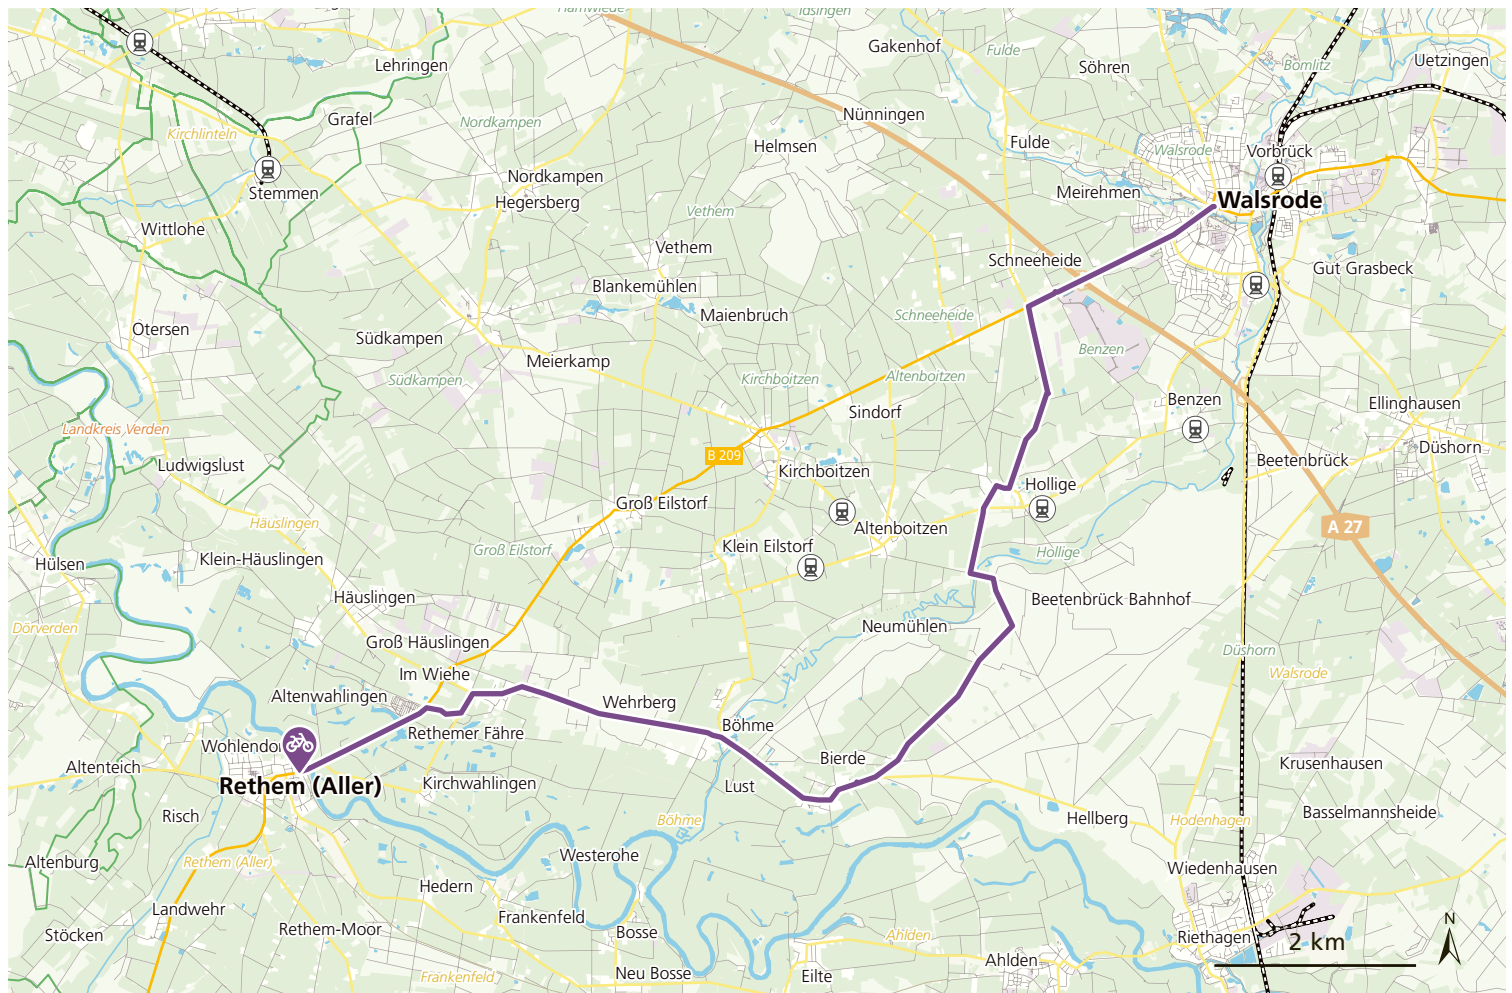 Hamwiede
Idsingen
Gakenhof
Fulde
Söhren
Bomlitz
Uetzingen
Lehringen
Grafel
Nordkampen
Nünningen
Kirchlinteln
Helmsen
Fulde
Walsrode
Vorbrück
Stemmen
Nordkampen
Hegersberg
Meirehmen
Walsrode
Wittlohe
Vethem
Vethem
Schneeheide
Gut Grasbeck
Blankemühlen
Maienbruch
Schneeheide
Otersen
Südkampen
Meierkamp
Benzen
Südkampen
Kirchboitzen
Altenboitzen
Benzen
Ellinghausen
Sindorf
Landkreis Verden
B 209
Düshorn
Ludwigslust
Kirchboitzen
Beetenbrück
Hollige
Groß Eilstorf
Häuslingen
Altenboitzen
A 27
Groß Eilstorf
Klein Eilstorf
Hollige
Hülsen
Klein-Häuslingen
Häuslingen
Beetenbrück Bahnhof
Dörverden
Neumühlen
Groß Häuslingen
Düshorn
Walsrode
Im Wiehe
Altenwahlingen
Wehrberg
Böhme
Rethemer Fähre
Wohlendor
Bierde
Altenteich
Krusenhausen
Rethem (Aller)
Kirchwahlingen
Lust
Risch
Böhme
Hellberg
Hodenhagen
Basselmannsheide
Altenburg
Rethem (Aller)
Westerohe
Wiedenhausen
Hedern
Landwehr
Frankenfeld
Stöcken
Rethem-Moor
Bosse
Ahlden
Riethagen
2 km
N
Frankenfeld
Neu Bosse
Eilte
Ahlden